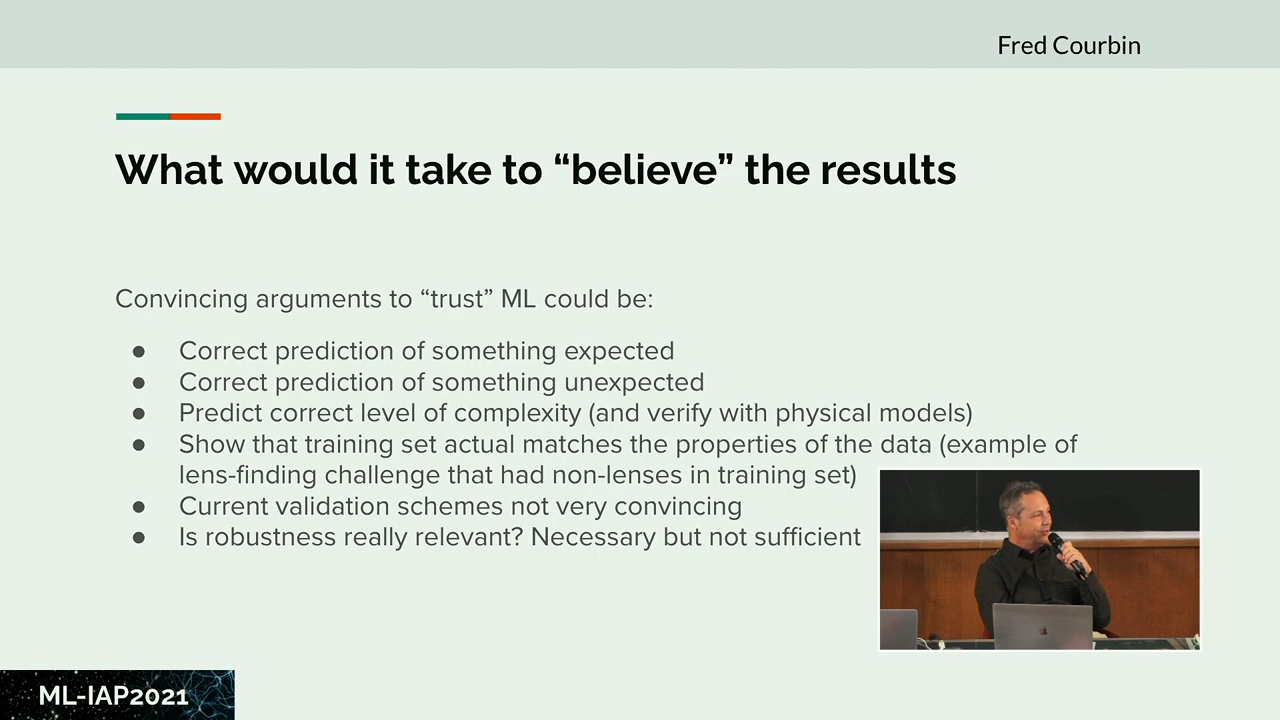 Fred Courbin
What would it take to “believe” the results
Convincing arguments to “trust” ML could be:
● Correct prediction of something expected
● Correct prediction of something unexpected
● Predict correct level of complexity (and verify with physical models)
● Show that training set actual matches the properties of the data (example of
lens-finding challenge that had non-lenses in training set)
● Current validation schemes not very convincing
● Is robustness really relevant? Necessary but not sufficient
ML-IAP2021